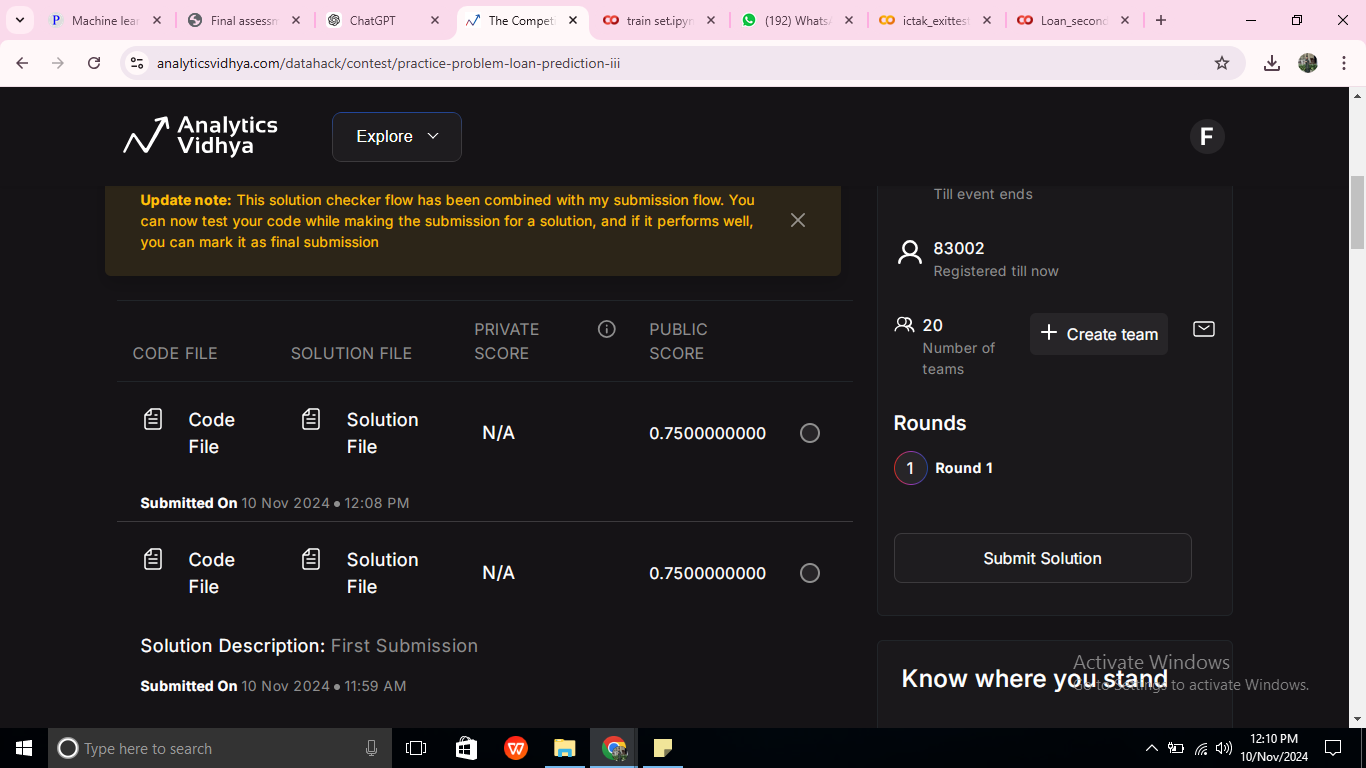 Machine lear
Final assessm
ChatGPT
The Competi
train set.ipyn
(192) Whats
ictak_exittest
Loan_second
analyticsvidhya.com/datahack/contest/practice-problem-loan-prediction-iii
Analytics
Vidhya
Explore
F
Update note: This solution checker flow has been combined with my submission flow. You
can now test your code while making the submission for a solution, and if it performs well,
you can mark it as final submission
CODE FILE
SOLUTION FILE
PRIVATE
SCORE
PUBLIC
SCORE
Code
File
Solution
File
N/A
0.7500000000
Submitted On 10 Nov 2024 • 12:08 PM
Code
File
Solution
File
N/A
0.7500000000
Solution Description: First Submission
Submitted On 10 Nov 2024 • 11:59 AM
Till event ends
83002
Registered till now
20
Number of
teams
+ Create team
Rounds
1 Round 1
Submit Solution
Know where you stand
Activate Windows
Go to Settings to activate Windows.
Type here to search
12:10 PM
10/Nov/2024